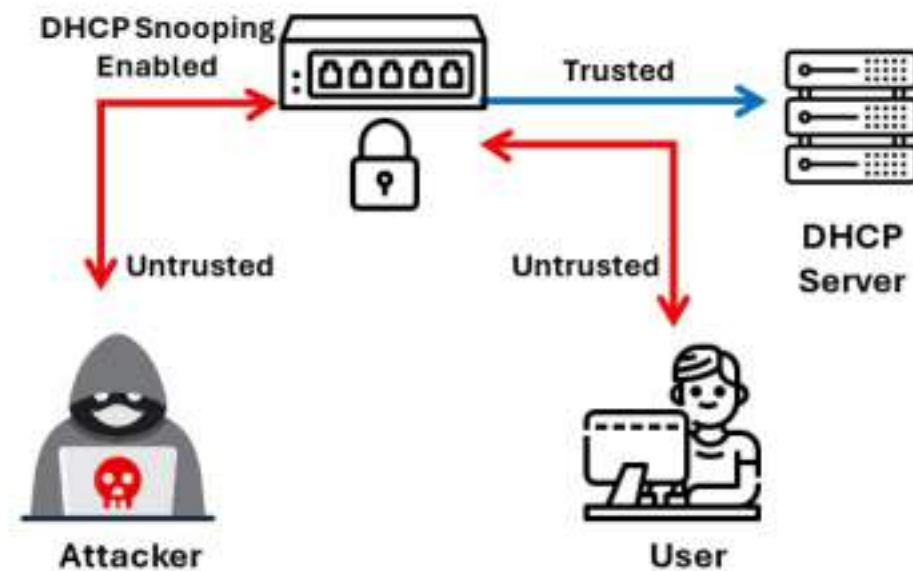 DHCP Snooping
Enabled
Trusted
Untrusted
Untrusted
DHCP
Server
Attacker
User